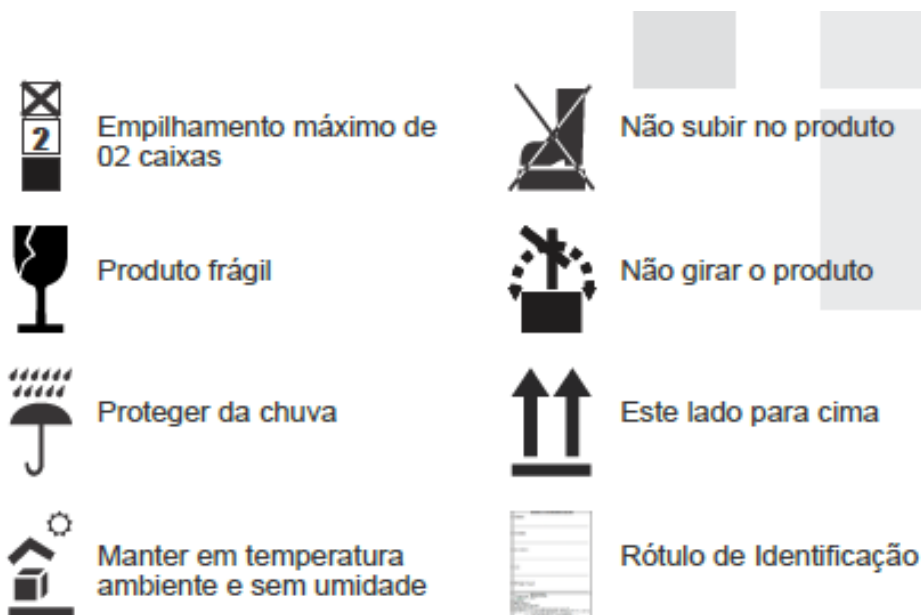 2
Empilhamento máximo de
02 caixas
Não subir no produto
Produto frágil
Não girar o produto
Proteger da chuva
Este lado para cima
Manter em temperatura
ambiente e sem umidade
Rótulo de Identificação